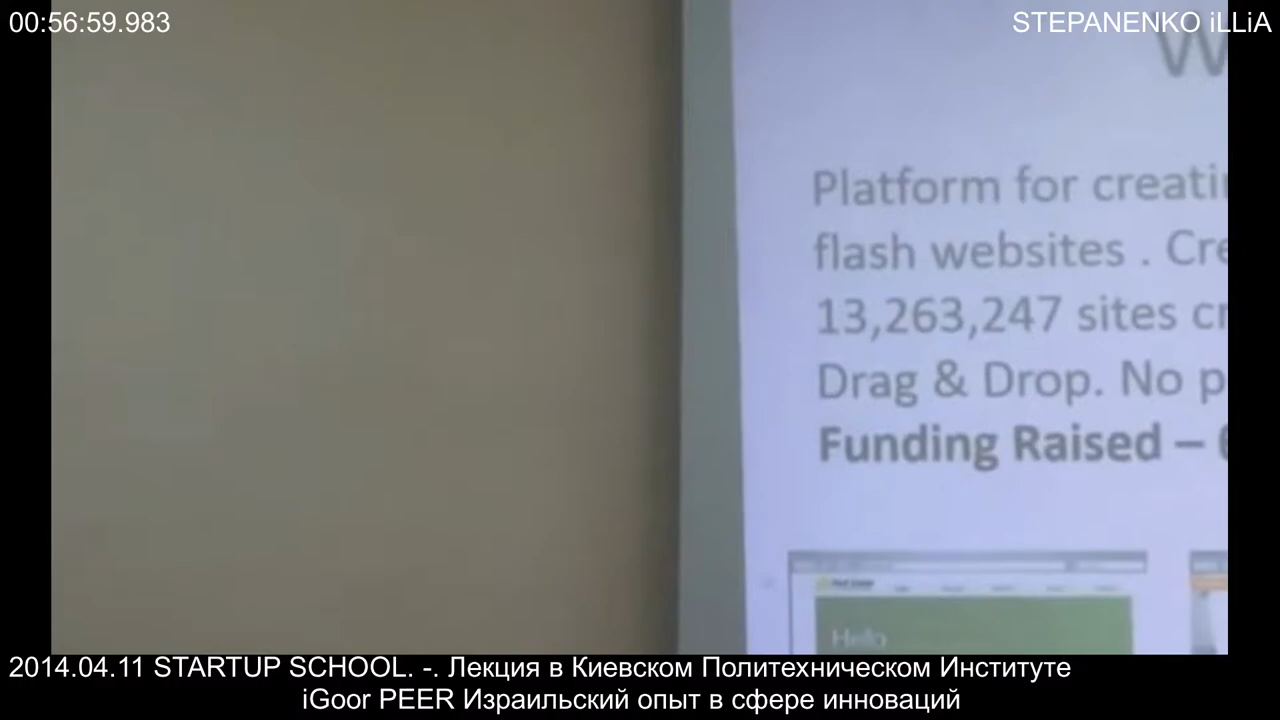 00:56:59.983
STEPANENKO iLLiA
W
Platform for creati
flash websites . Cre
13,263,247 sites cr
Drag & Drop. No p
Funding Raised –
Hello
2014.04.11 STARTUP SCHOOL. -. Лекция в Киевском Политехническом Институте
iGoor PEER Израильский опыт в сфере инноваций